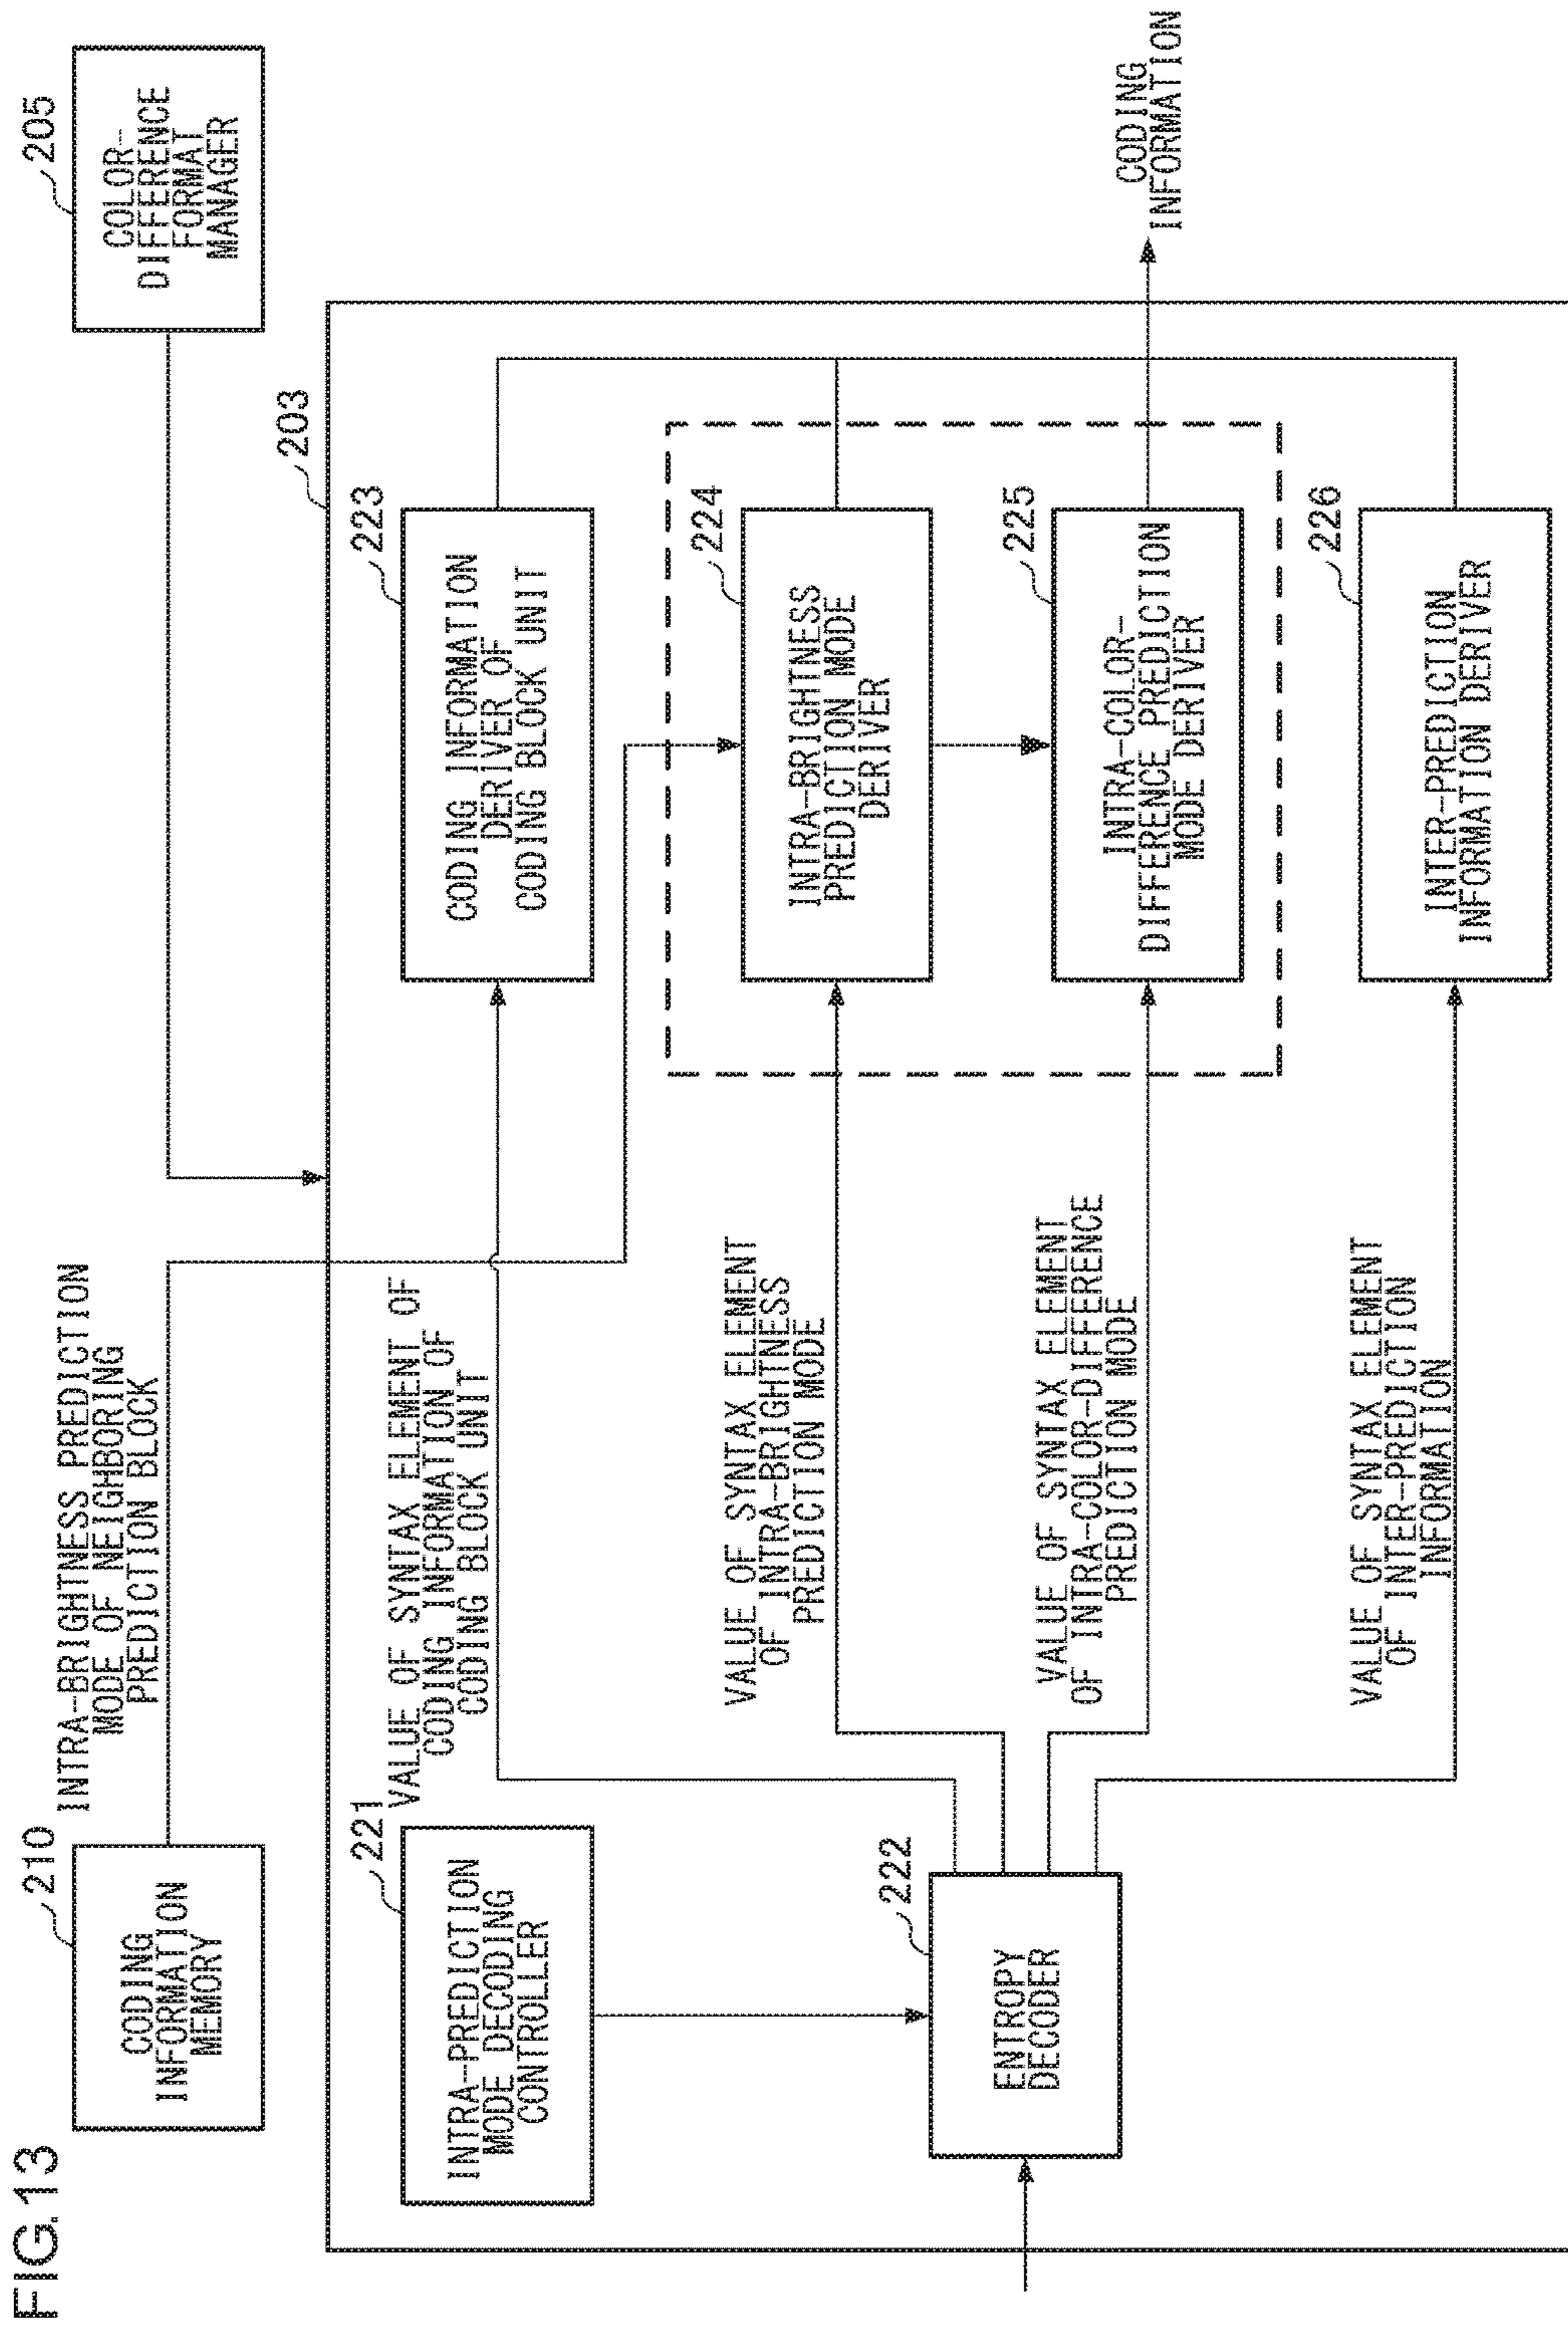 FIG.13
210
CODING
INFORMATION
MEMORY
INTRA-BRIGHTNESS PREDICTION
MODE OF NEIGHBORING
PREDICTION BLOCK
205
COLOR-
DIFFERENCE
FORMAT
MANAGER
203
221
INTRA-PREDICTION
MODE DECODING
CONTROLLER
VALUE OF SYNTAX ELEMENT OF
CODING INFORMATION OF
CODING BLOCK UNIT
223
CODING INFORMATION
DERIVER OF
CODING BLOCK UNIT
VALUE OF SYNTAX ELEMENT
OF INTRA-BRIGHTNESS
PREDICTION MODE
224
INTRA-BRIGHTNESS
PREDICTION MODE
DERIVER
222
ENTROPY
DECODER
VALUE OF SYNTAX ELEMENT
OF INTRA-COLOR-DIFFERENCE
PREDICTION MODE
225
INTRA-COLOR-
DIFFERENCE PREDICTION
MODE DERIVER
CODING
INFORMATION
VALUE OF SYNTAX ELEMENT
OF INTER-PREDICTION
INFORMATION
226
INTER-PREDICTION
INFORMATION DERIVER